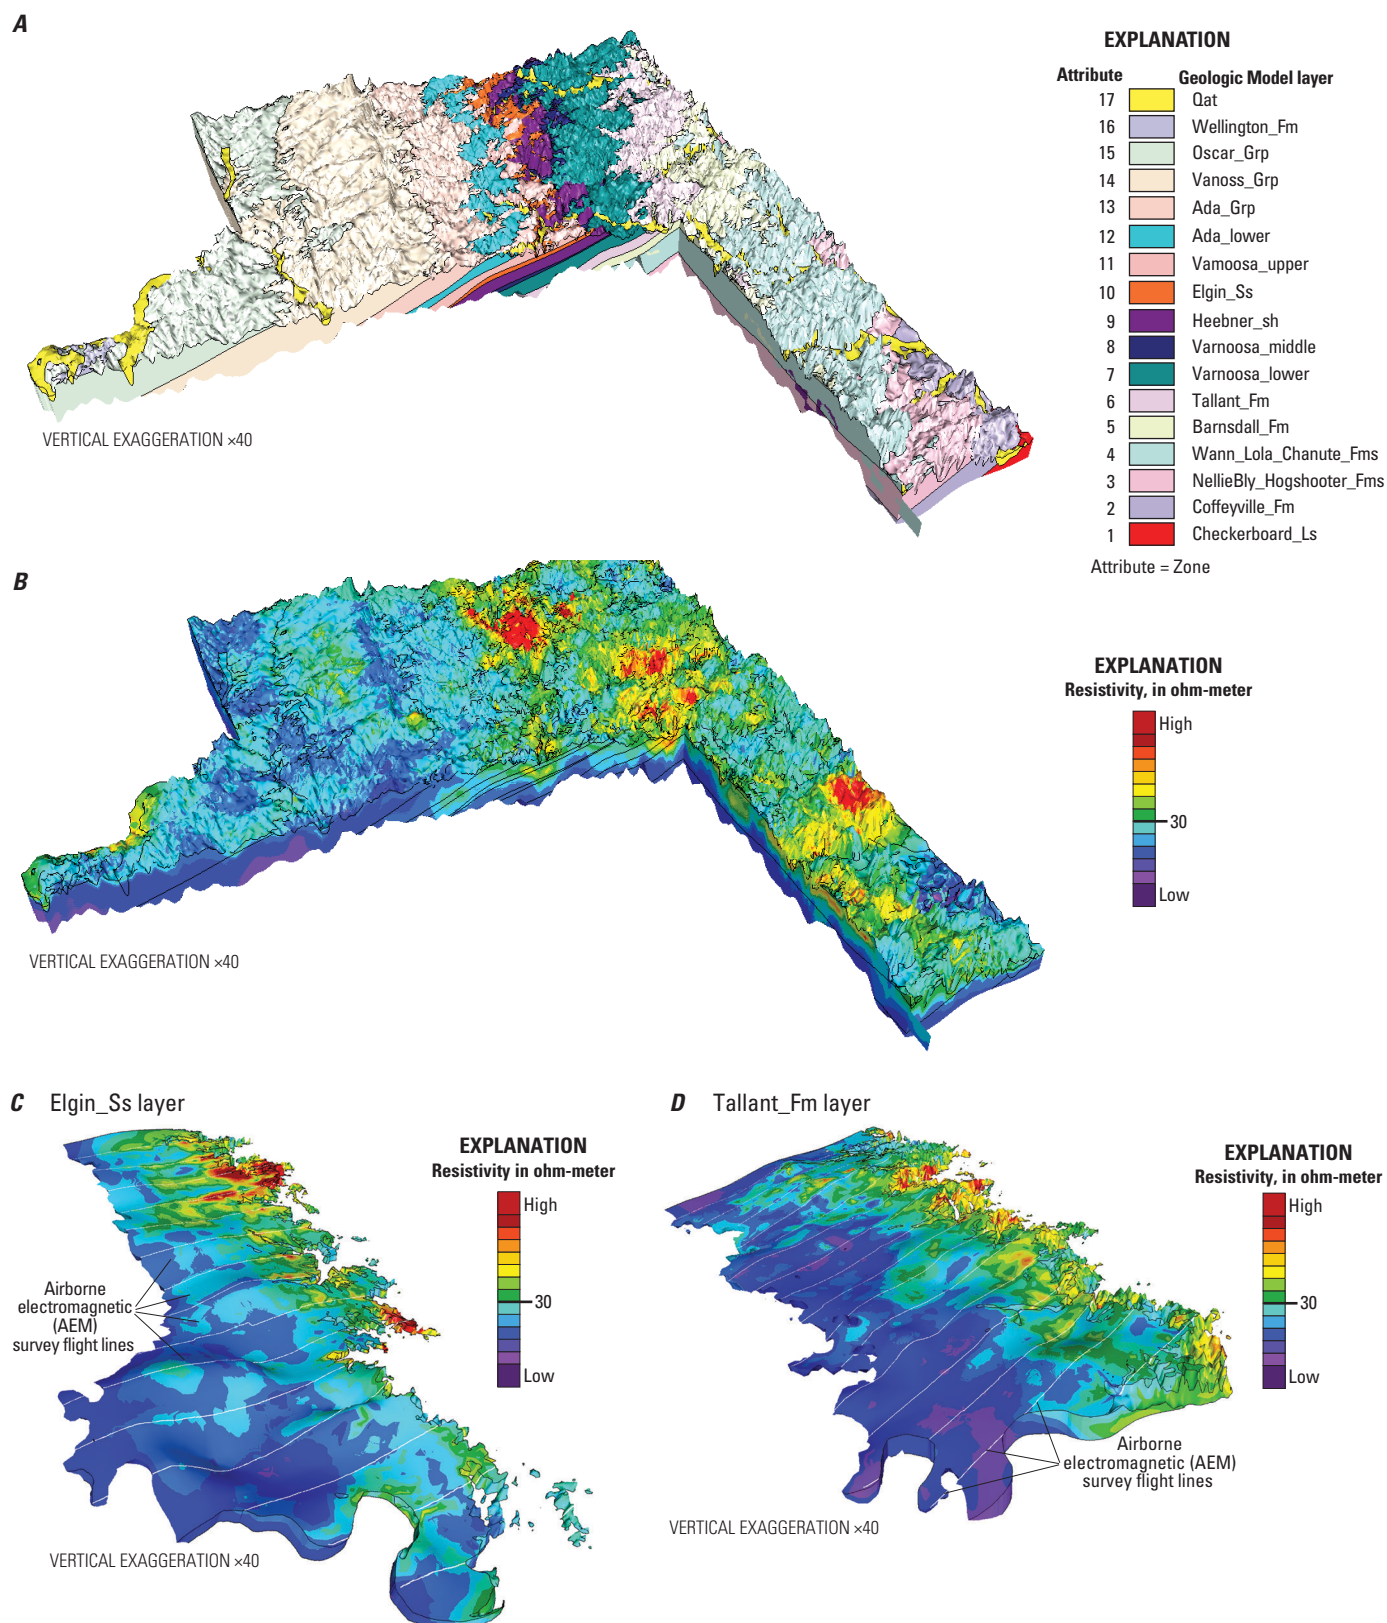 A
EXPLANATION
Attribute Geologic Model layer
17 Qat
16 Wellington_Fm
15 Oscar_Grp
14 Vanoss_Grp
13 Ada_Grp
12 Ada_lower
11 Vamoosa_upper
10 Elgin_Ss
9 Heebner_sh
8 Varnoosa_middle
7 Varnoosa_lower
6 Tallant_Fm
5 Barnsdall_Fm
4 Wann_Lola_Chanute_Fms
3 NellieBly_Hogshooter_Fms
2 Coffeyville_Fm
1 Checkerboard_Ls
Attribute = Zone
VERTICAL EXAGGERATION ×40
B
EXPLANATION
Resistivity, in ohm-meter
High
30
Low
VERTICAL EXAGGERATION ×40
C Elgin_Ss layer
EXPLANATION
Resistivity in ohm-meter
High
30
Low
Airborne
electromagnetic
(AEM)
survey flight lines
VERTICAL EXAGGERATION ×40
D Tallant_Fm layer
EXPLANATION
Resistivity, in ohm-meter
High
30
Low
Airborne
electromagnetic (AEM)
survey flight lines
VERTICAL EXAGGERATION ×40